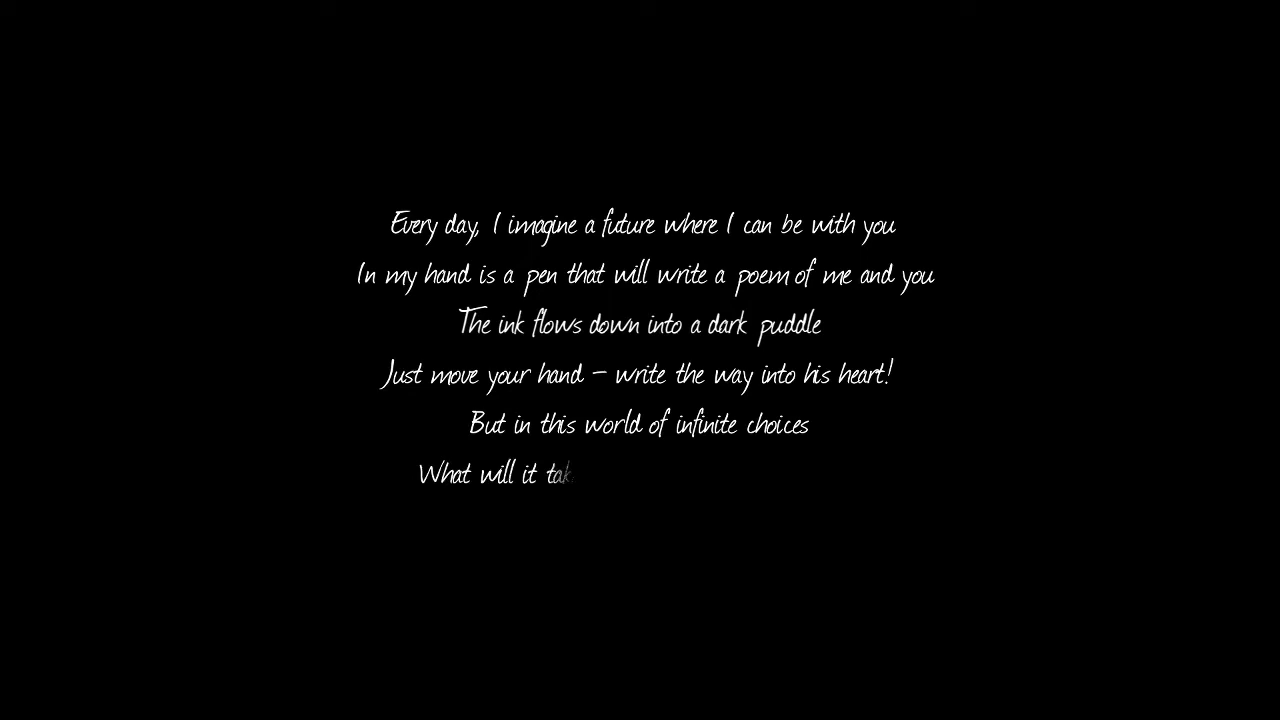 Every day, I imagine a future where I can be with you
In my hand is a pen that will write a poem of me and you
The ink flows down into a dark puddle
Just move your hand – write the way into his heart!
But in this world of infinite choices
What will it tak